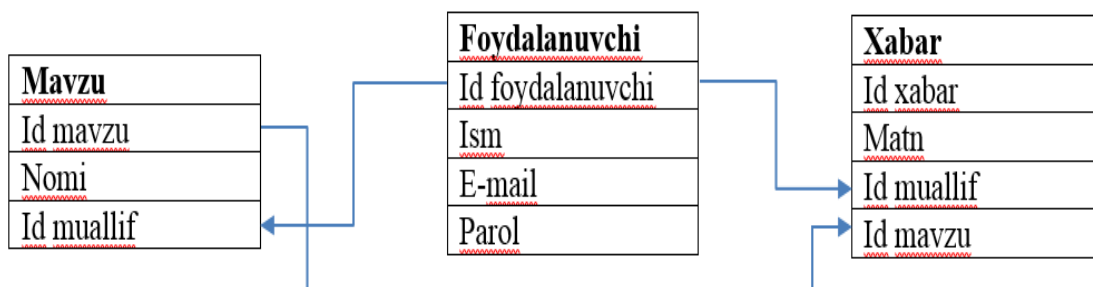 Mavzu
Id mavzu
Nomi
Id muallif
Foydalanuvchi
Id foydalanuvchi
Ism
E-mail
Parol
Xabar
Id xabar
Matn
Id muallif
Id mavzu